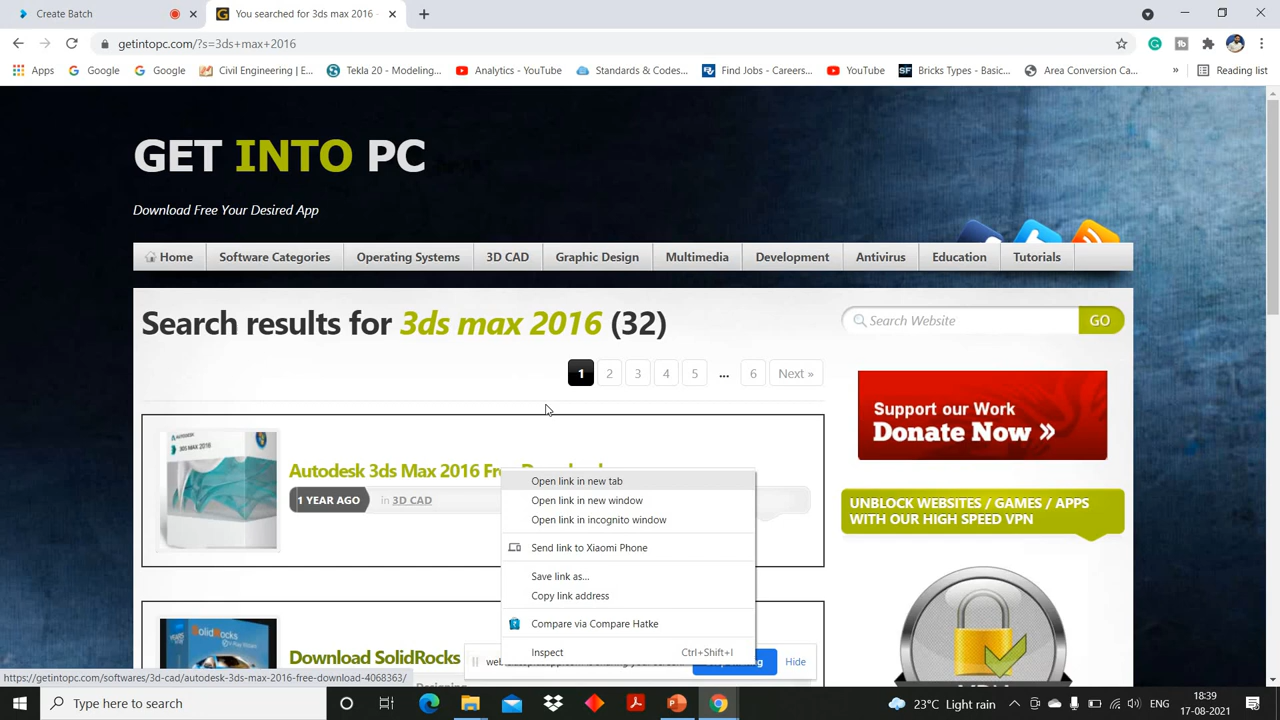 Create Batch
You searched for 3ds max 2016
getintopc.com/?s=3ds+max+2016
Apps Google Google Civil Engineering | E... Tekla 20 - Modeling... Analytics - YouTube Standards & Codes... Find Jobs - Careers... YouTube Bricks Types - Basic... Area Conversion Ca... » Reading list
GET INTO PC
Download Free Your Desired App
Home Software Categories Operating Systems 3D CAD Graphic Design Multimedia Development Antivirus Education Tutorials
Search results for 3ds max 2016 (32)
Search Website GO
1 2 3 4 5 ... 6 Next »
Support our Work
Donate Now »
Autodesk 3ds Max 2016
1 YEAR AGO in 3D CAD
UNBLOCK WEBSITES / GAMES / APPS
WITH OUR HIGH SPEED VPN
Open link in new tab
Open link in new window
Open link in incognito window
Send link to Xiaomi Phone
Save link as...
Copy link address
Compare via Compare Hatke
Inspect Ctrl+Shift+I
Download SolidRocks
Hide
https://getintopc.com/softwares/3d-cad/autodesk-3ds-max-2016-free-download-4068363/
Type here to search
23°C Light rain
ENG
18:39
17-08-2021